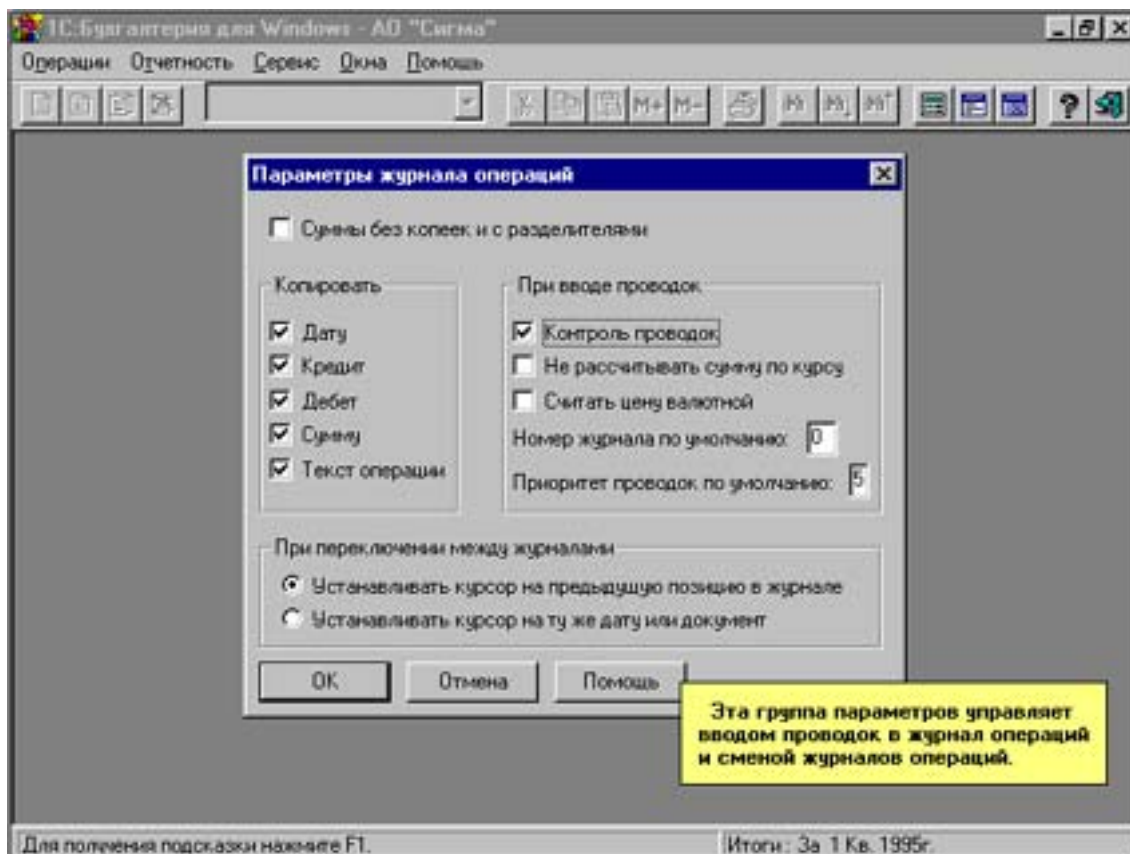 1С:Бухгалтерия для Windows - АО "Сигма"
Операции Отчетность Сервис Окна Помощь
M+ M-
Параметры журнала операций
Суммы без копеек и с разделителями
Копировать
Дату
Кредит
Дебет
Сумму
Текст операции
При вводе проводок
Контроль проводок
Не рассчитывать сумму по курсу
Считать цену валютной
Номер журнала по умолчанию: 0
Приоритет проводок по умолчанию: 5
При переключении между журналами
Устанавливать курсор на предыдущую позицию в журнале
Устанавливать курсор на ту же дату или документ
OK Отмена Помощь
Эта группа параметров управляет
вводом проводок в журнал операций
и сменой журналов операций.
Для получения подсказки нажмите F1. Итоги : За 1 Кв. 1995г.